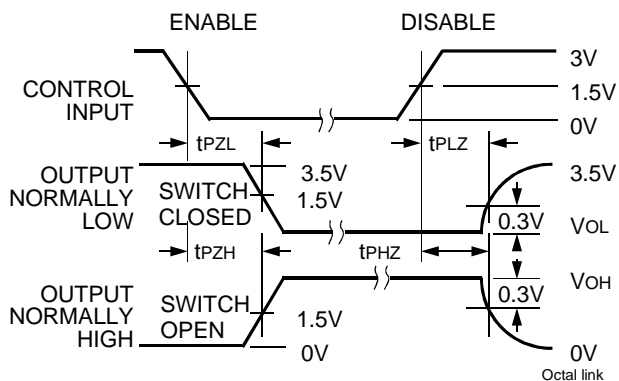 ENABLE DISABLE
3V
CONTROL
INPUT
1.5V
0V
tPZL tPLZ
OUTPUT
NORMALLY
LOW
SWITCH
CLOSED
3.5V
1.5V
3.5V
0.3V
VOL
tPZH tPHZ
VOH
0.3V
OUTPUT
NORMALLY
HIGH
SWITCH
OPEN
1.5V
0V
0V
Octal link